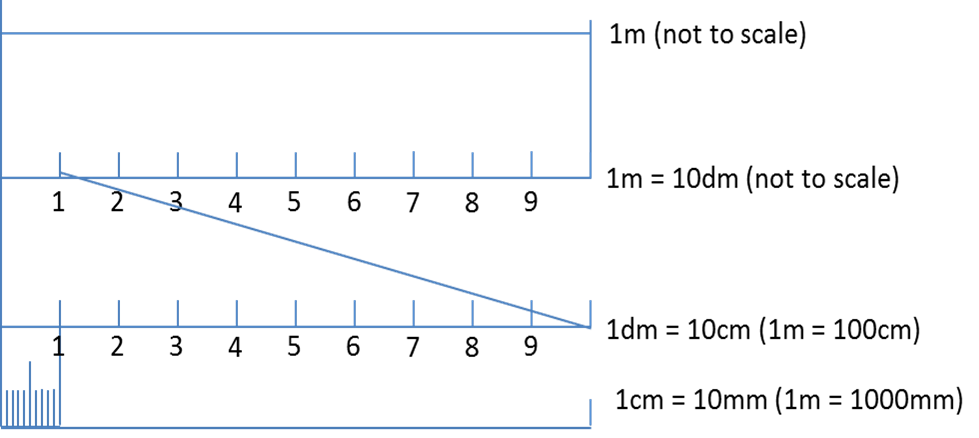 1m (not to scale)
1m = 10dm (not to scale)
1 2 3 4 5 6 7 8 9
1dm = 10cm (1m = 100cm)
1 2 3 4 5 6 7 8 9
1cm = 10mm (1m = 1000mm)